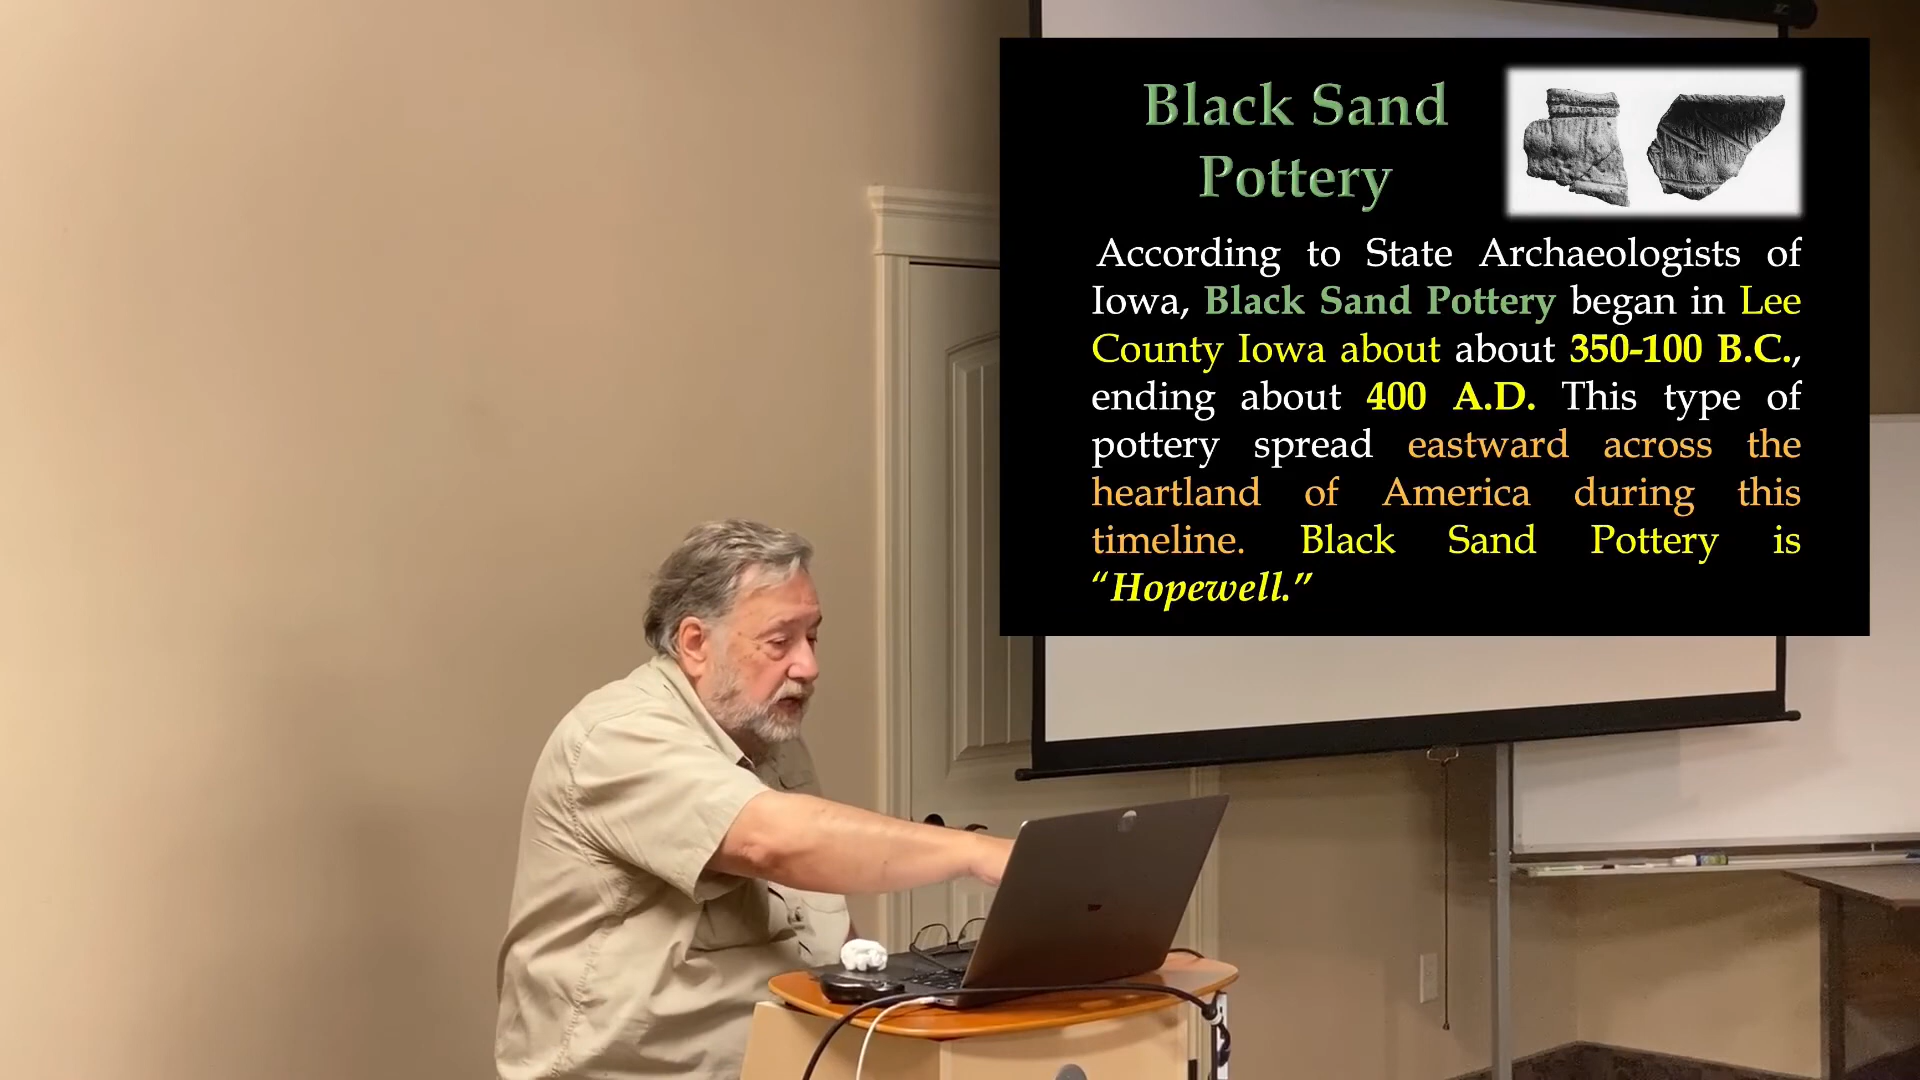 Black Sand
Pottery
According to State Archaeologists of
Iowa, Black Sand Pottery began in Lee
County Iowa about about 350-100 B.C.,
ending about 400 A.D. This type of
pottery spread eastward across the
heartland of America during this
timeline. Black Sand Pottery is
“Hopewell.”